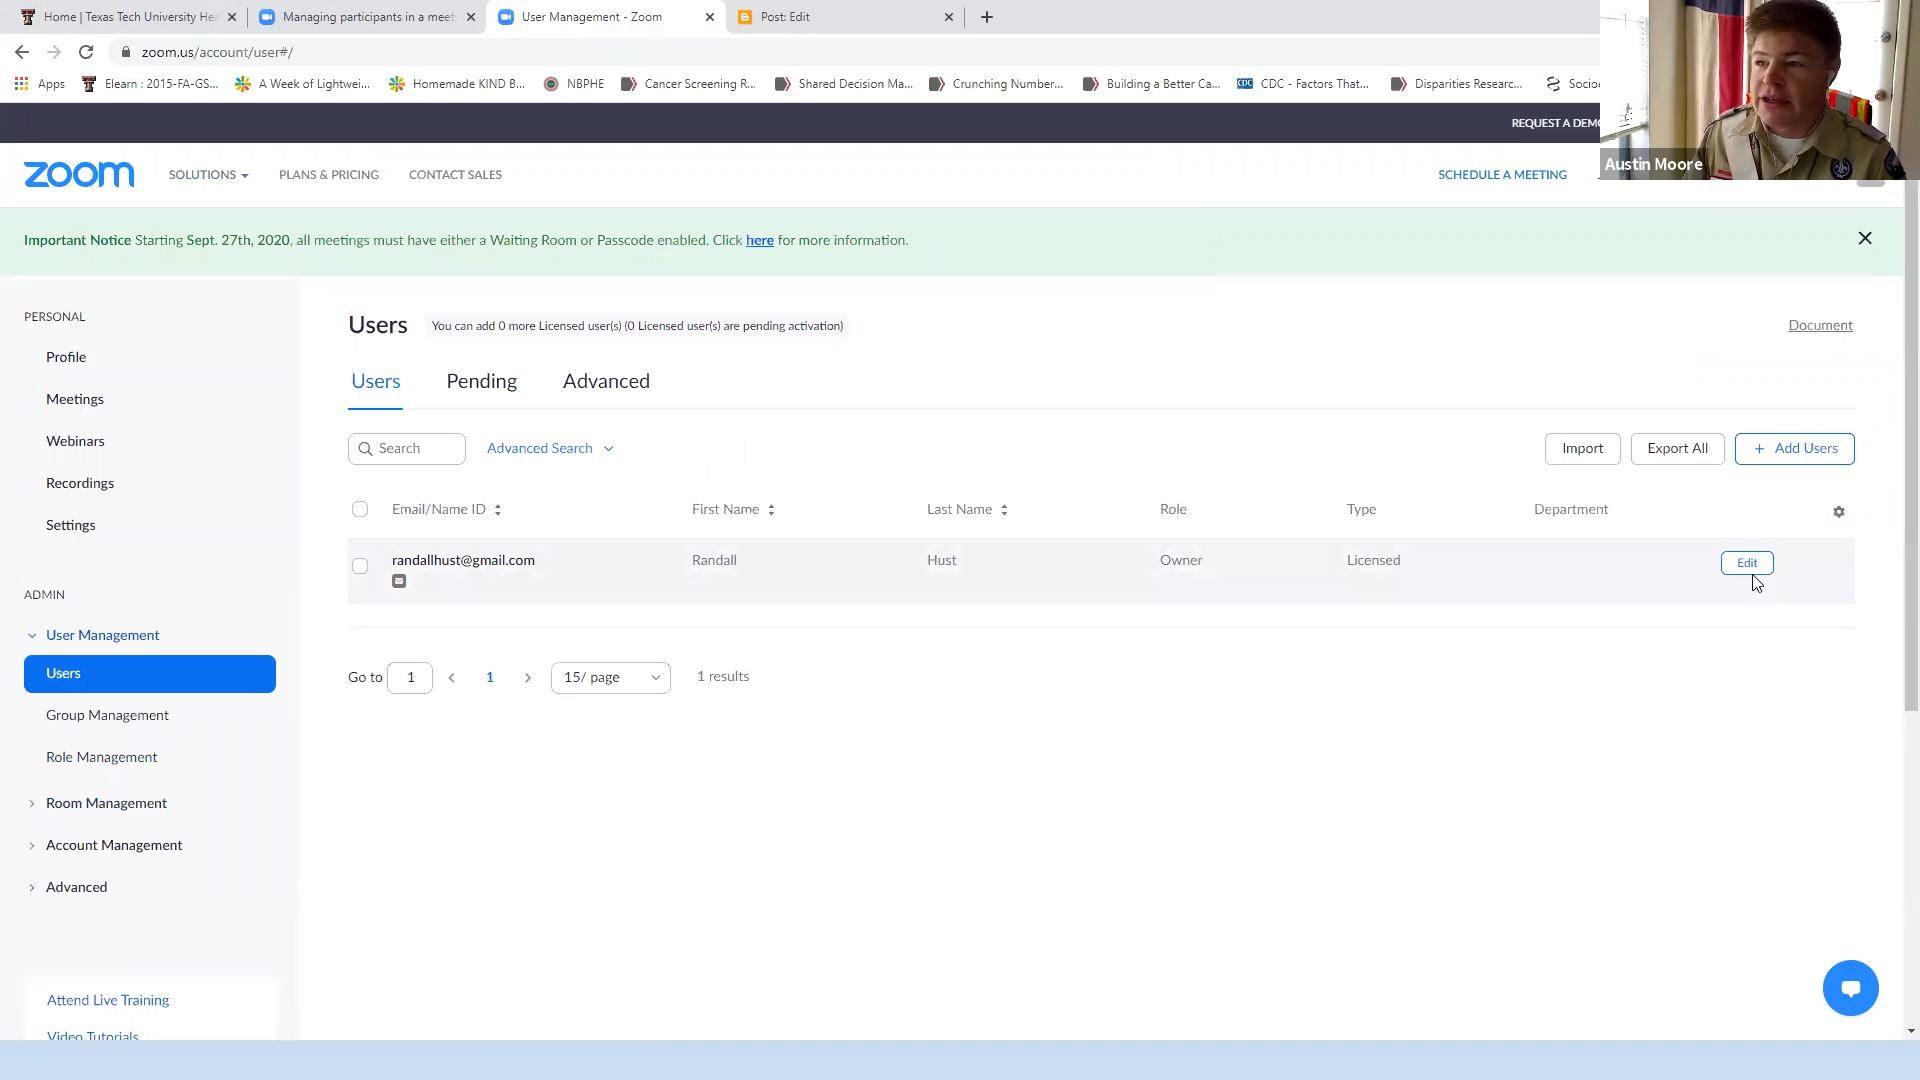 Home | Texas Tech University He
Managing participants in a meet
User Management - Zoom
Post: Edit
zoom.us/account/user#/
Apps
Elearn : 2015-FA-GS...
A Week of Lightwei...
Homemade KIND B...
NBPHE
Cancer Screening R...
Shared Decision Ma...
Crunching Number...
Building a Better Ca...
CDC - Factors That...
Disparities Researc...
Socio
REQUEST A DEM
zoom
SOLUTIONS
PLANS & PRICING
CONTACT SALES
SCHEDULE A MEETING
Austin Moore
Important Notice Starting Sept. 27th, 2020, all meetings must have either a Waiting Room or Passcode enabled. Click here for more information.
PERSONAL
Profile
Meetings
Webinars
Recordings
Settings
ADMIN
User Management
Users
Group Management
Role Management
Room Management
Account Management
Advanced
Attend Live Training
Video Tutorials
Users
You can add 0 more Licensed user(s) (0 Licensed user(s) are pending activation)
Document
Users
Pending
Advanced
Search
Advanced Search
Import
Export All
+ Add Users
Email/Name ID
First Name
Last Name
Role
Type
Department
randallhust@gmail.com
Randall
Hust
Owner
Licensed
Edit
Go to
1
1
15/ page
1 results